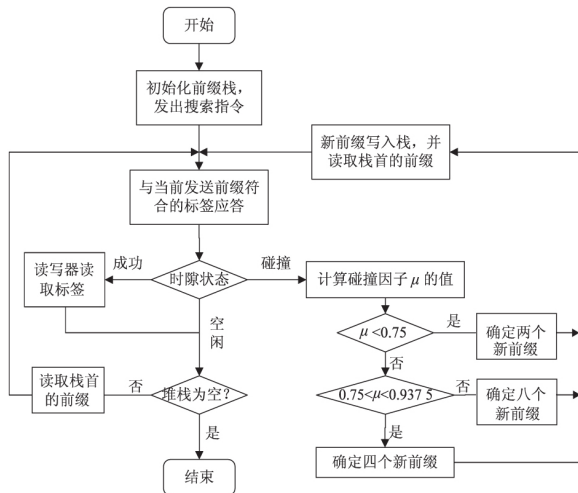 开始
初始化前缀栈，
发出搜索指令
新前缀写入栈，并
读取栈首的前缀
与当前发送前缀符
合的标签应答
读写器读
取标签
成功
时隙状态
碰撞
计算碰撞因子μ的值
空
闲
μ<0.75
是
确定两个
新前缀
否
读取栈首
的前缀
否
堆栈为空？
0.75<μ<0.937 5
否
确定八个
新前缀
是
是
确定四个新前缀
结束